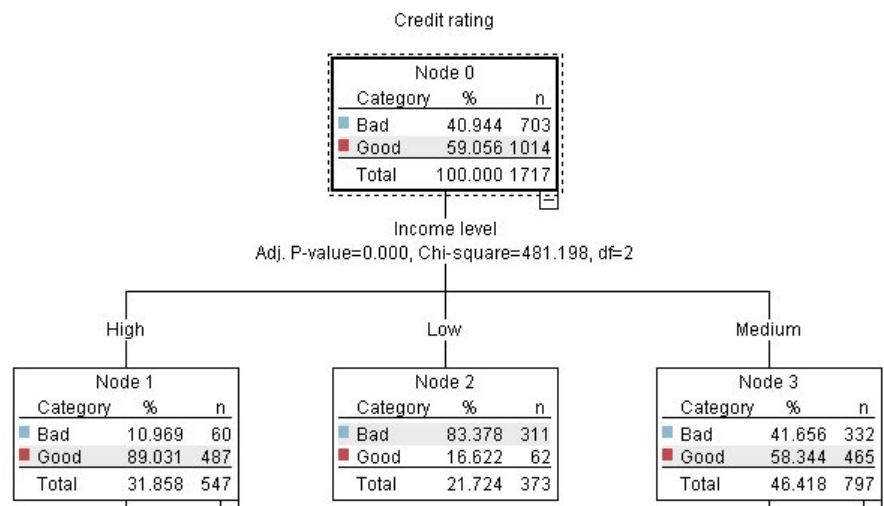 Credit rating
Node 0
Category % n
Bad 40.944 703
Good 59.056 1014
Total 100.000 1717
Income level
Adj. P-value=0.000, Chi-square=481.198, df=2
High
Low
Medium
Node 1
Category % n
Bad 10.969 60
Good 89.031 487
Total 31.858 547
Node 2
Category % n
Bad 83.378 311
Good 16.622 62
Total 21.724 373
Node 3
Category % n
Bad 41.656 332
Good 58.344 465
Total 46.418 797